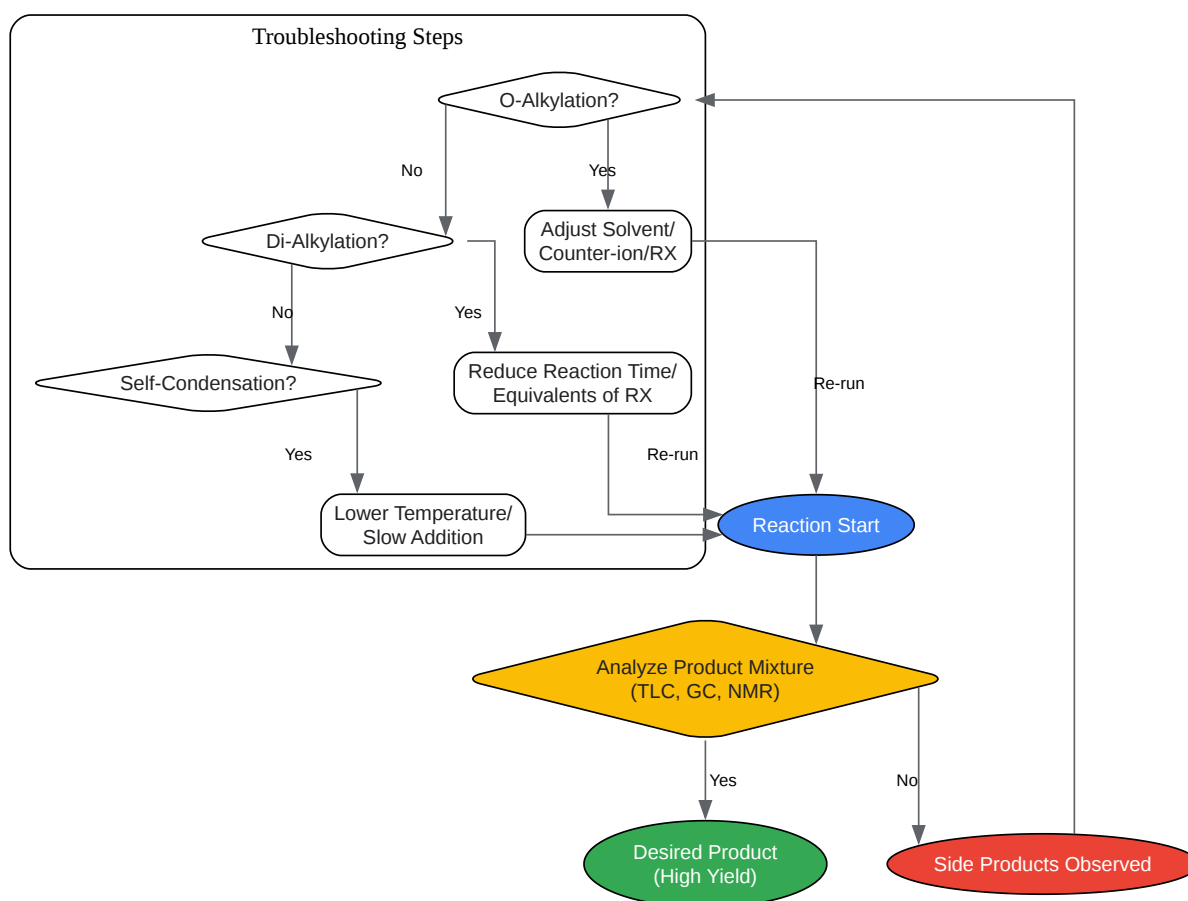 Troubleshooting Steps
O-Alkylation?
No
Yes
Di-Alkylation?
Adjust Solvent/
Counter-ion/RX
No
Yes
Self-Condensation?
Reduce Reaction Time/
Equivalents of RX
Re-run
Yes
Re-run
Lower Temperature/
Slow Addition
Reaction Start
Analyze Product Mixture
(TLC, GC, NMR)
Yes
No
Desired Product
(High Yield)
Side Products Observed